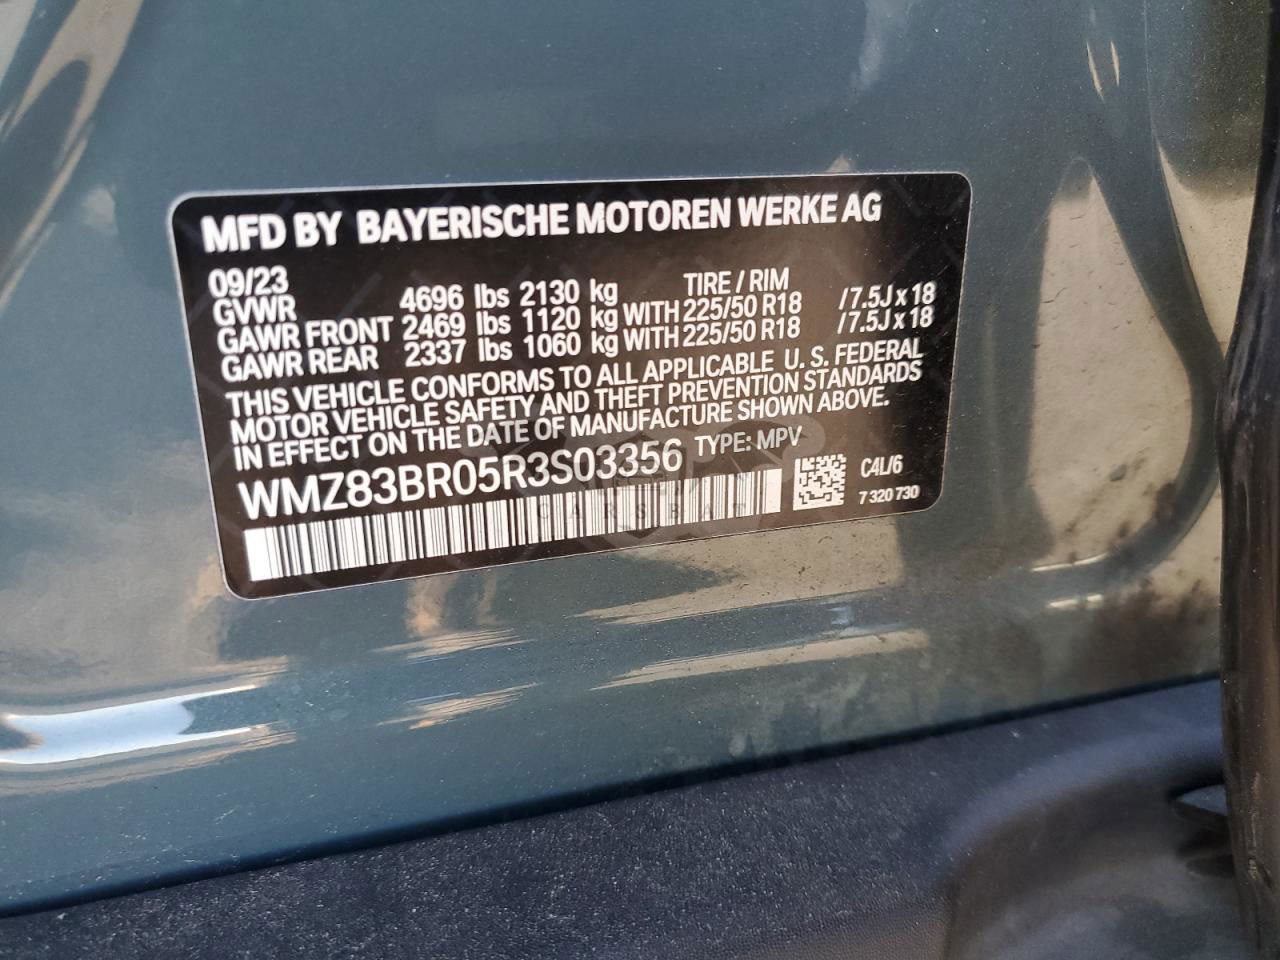 MFD BY BAYERISCHE MOTOREN WERKE AG
09/23 TIRE / RIM
GVWR 4696 lbs 2130 kg
GAWR FRONT 2469 lbs 1120 kg WITH 225/50 R18 /7.5J x 18
GAWR REAR 2337 lbs 1060 kg WITH 225/50 R18 /7.5J x 18
THIS VEHICLE CONFORMS TO ALL APPLICABLE U. S. FEDERAL
MOTOR VEHICLE SAFETY AND THEFT PREVENTION STANDARDS
IN EFFECT ON THE DATE OF MANUFACTURE SHOWN ABOVE.
WMZ83BR05R3S03356 TYPE: MPV
C4L/6
7 320 730
CARSBAD